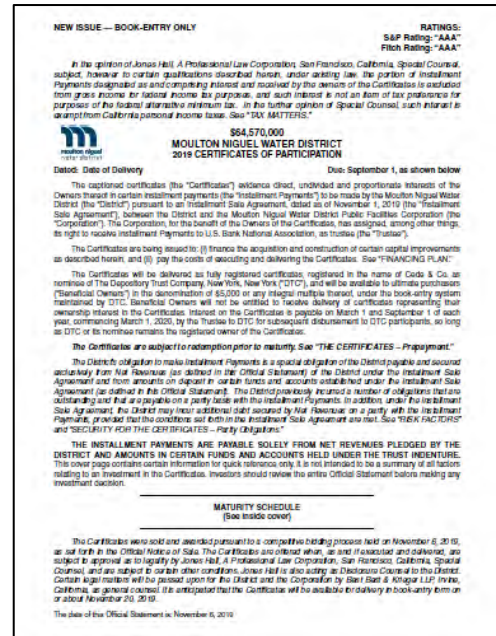 NEW ISSUE — BOOK-ENTRY ONLY
RATINGS:
S&P Rating: "AAA"
Fitch Rating: "AAA"
In the opinion of Jones Hall, A Professional Law Corporation, San Francisco, California, Special Counsel,
subject, however to certain qualifications described herein, under existing law, the portion of Installment
Payments designated as and comprising interest and received by the owners of the Certificates is excluded
from gross income for federal income tax purposes, and such interest is not an item of tax preference for
purposes of the federal alternative minimum tax. In the further opinion of Special Counsel, such interest is
exempt from California personal income taxes. See "TAX MATTERS."
moulton niguel
water district
$64,570,000
MOULTON NIGUEL WATER DISTRICT
2019 CERTIFICATES OF PARTICIPATION
Dated: Date of Delivery
Due: September 1, as shown below
The captioned certificates (the "Certificates") evidence direct, undivided and proportionate interests of the
Owners thereof in certain installment payments (the "Installment Payments") to be made by the Moulton Niguel Water
District (the "District") pursuant to an Installment Sale Agreement, dated as of November 1, 2019 (the "Installment
Sale Agreement"), between the District and the Moulton Niguel Water District Public Facilities Corporation (the
"Corporation"). The Corporation, for the benefit of the Owners of the Certificates, has assigned, among other things,
its right to receive Installment Payments to U.S. Bank National Association, as trustee (the "Trustee").
The Certificates are being issued to: (i) finance the acquisition and construction of certain capital improvements
as described herein, and (ii) pay the costs of executing and delivering the Certificates. See "FINANCING PLAN."
The Certificates will be delivered as fully registered certificates, registered in the name of Cede & Co. as
nominee of The Depository Trust Company, New York, New York ("DTC"), and will be available to ultimate purchasers
("Beneficial Owners") in the denomination of $5,000 or any integral multiple thereof, under the book-entry system
maintained by DTC. Beneficial Owners will not be entitled to receive delivery of certificates representing their
ownership interest in the Certificates. Interest on the Certificates is payable on March 1 and September 1 of each
year, commencing March 1, 2020, by the Trustee to DTC for subsequent disbursement to DTC participants, so long
as DTC or its nominee remains the registered owner of the Certificates.
The Certificates are subject to redemption prior to maturity. See "THE CERTIFICATES – Prepayment."
The District's obligation to make Installment Payments is a special obligation of the District payable and secured
exclusively from Net Revenues (as defined in this Official Statement) of the District under the Installment Sale
Agreement and from amounts on deposit in certain funds and accounts established under the Installment Sale
Agreement (as defined in this Official Statement). The District previously incurred a number of obligations that are
outstanding and that are payable on a parity basis with the Installment Payments. In addition, under the Installment
Sale Agreement, the District may incur additional debt secured by Net Revenues on a parity with the Installment
Payments, provided that the conditions set forth in the Installment Sale Agreement are met. See "RISK FACTORS"
and "SECURITY FOR THE CERTIFICATES – Parity Obligations."
THE INSTALLMENT PAYMENTS ARE PAYABLE SOLELY FROM NET REVENUES PLEDGED BY THE
DISTRICT AND AMOUNTS IN CERTAIN FUNDS AND ACCOUNTS HELD UNDER THE TRUST INDENTURE.
This cover page contains certain information for quick reference only. It is not intended to be a summary of all factors
relating to an investment in the Certificates. Investors should review the entire Official Statement before making any
investment decision.
MATURITY SCHEDULE
(See inside cover)
The Certificates were sold and awarded pursuant to a competitive bidding process held on November 6, 2019,
as set forth in the Official Notice of Sale. The Certificates are offered when, as and if executed and delivered, are
subject to approval as to legality by Jones Hall, A Professional Law Corporation, San Francisco, California, Special
Counsel, and are subject to certain other conditions. Jones Hall is also acting as Disclosure Counsel to the District.
Certain legal matters will be passed upon for the District and the Corporation by Best Best & Krieger LLP, Irvine,
California, as general counsel. It is anticipated that the Certificates will be available for delivery in book-entry form on
or about November 20, 2019.
The date of this Official Statement is: November 6, 2019